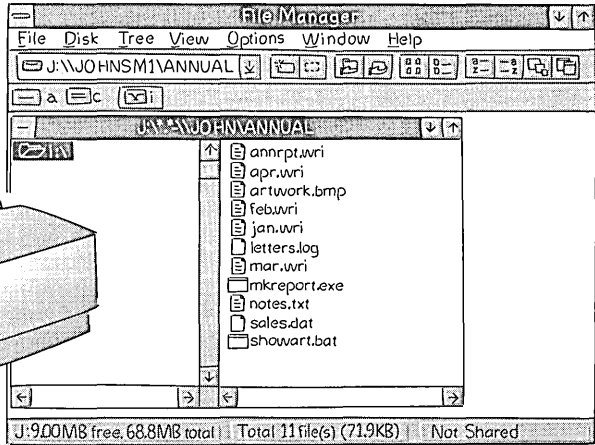 File Manager
File Disk Tree View Options Window Help
J:\\JOHNSM1\ANNUAL
a c i
J:\*.*\\JOHN\ANNUAL
annrpt.wri
apr.wri
artwork.bmp
feb.wri
jan.wri
letters.log
mar.wri
mkreport.exe
notes.txt
sales.dat
showart.bat
J:9.00MB free, 68.8MB total Total 11 file(s) (71.9KB) Not Shared